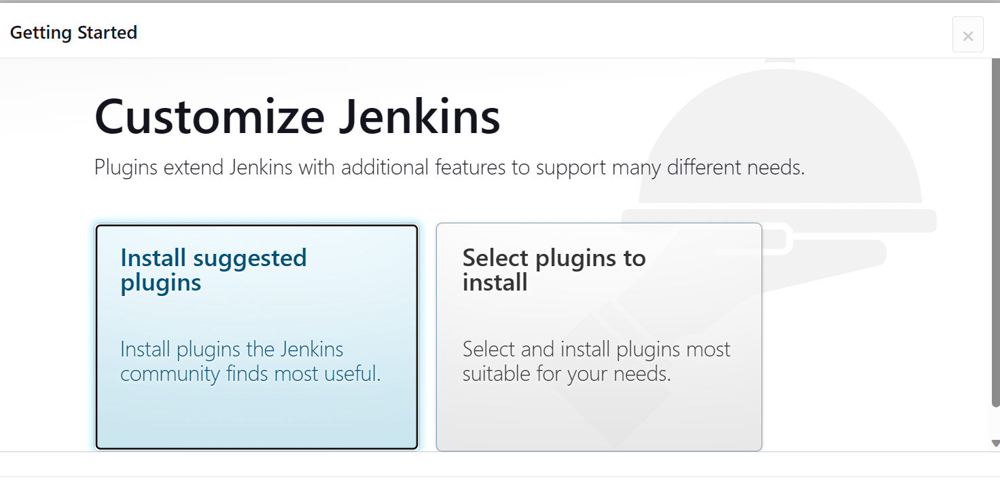 Getting Started
×
Customize Jenkins
Plugins extend Jenkins with additional features to support many different needs.
Install suggested
plugins
Install plugins the Jenkins
community finds most useful.
Select plugins to
install
Select and install plugins most
suitable for your needs.